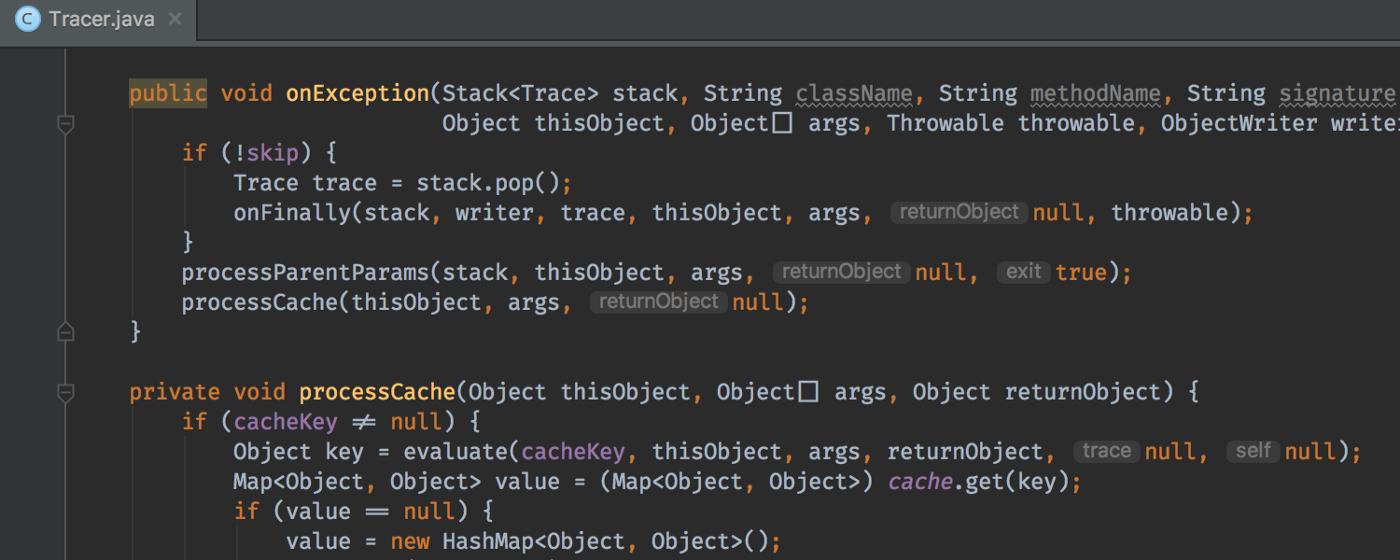 Tracer.java
public void onException(Stack<Trace> stack, String className, String methodName, String signature
Object thisObject, Object[] args, Throwable throwable, ObjectWriter write
if (!skip) {
Trace trace = stack.pop();
onFinally(stack, writer, trace, thisObject, args, returnObject null, throwable);
}
processParentParams(stack, thisObject, args, returnObject null, exit true);
processCache(thisObject, args, returnObject null);
}
private void processCache(Object thisObject, Object[] args, Object returnObject) {
if (cacheKey ≠ null) {
Object key = evaluate(cacheKey, thisObject, args, returnObject, trace null, self null);
Map<Object, Object> value = (Map<Object, Object>) cache.get(key);
if (value == null) {
value = new HashMap<Object, Object>();